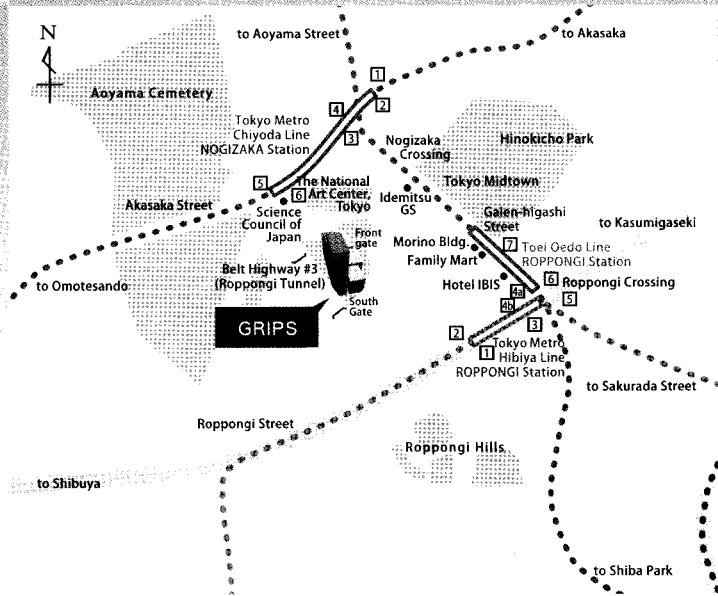 N
to Aoyama Street
to Akasaka
1
Aoyama Cemetery
2
4
Tokyo Metro
Chiyoda Line
NOGIZAKA Station
3
Nogizaka
Crossing
Hinokicho Park
5
6
The National
Art Center,
Tokyo
Tokyo Midtown
Idemitsu
GS
Akasaka Street
Science
Council of
Japan
Gaien-higashi
Street
to Kasumigaseki
Front
gate
Morino Bldg.
Family Mart
7
Toei Oedo Line
ROPPONGI Station
to Omotesando
Belt Highway #3
(Roppongi Tunnel)
Hotel IBIS
6
Roppongi Crossing
4a
5
4b
South
Gate
GRIPS
3
2
1
Tokyo Metro
Hibiya Line
ROPPONGI Station
to Sakurada Street
Roppongi Street
Roppongi Hills
to Shibuya
to Shiba Park